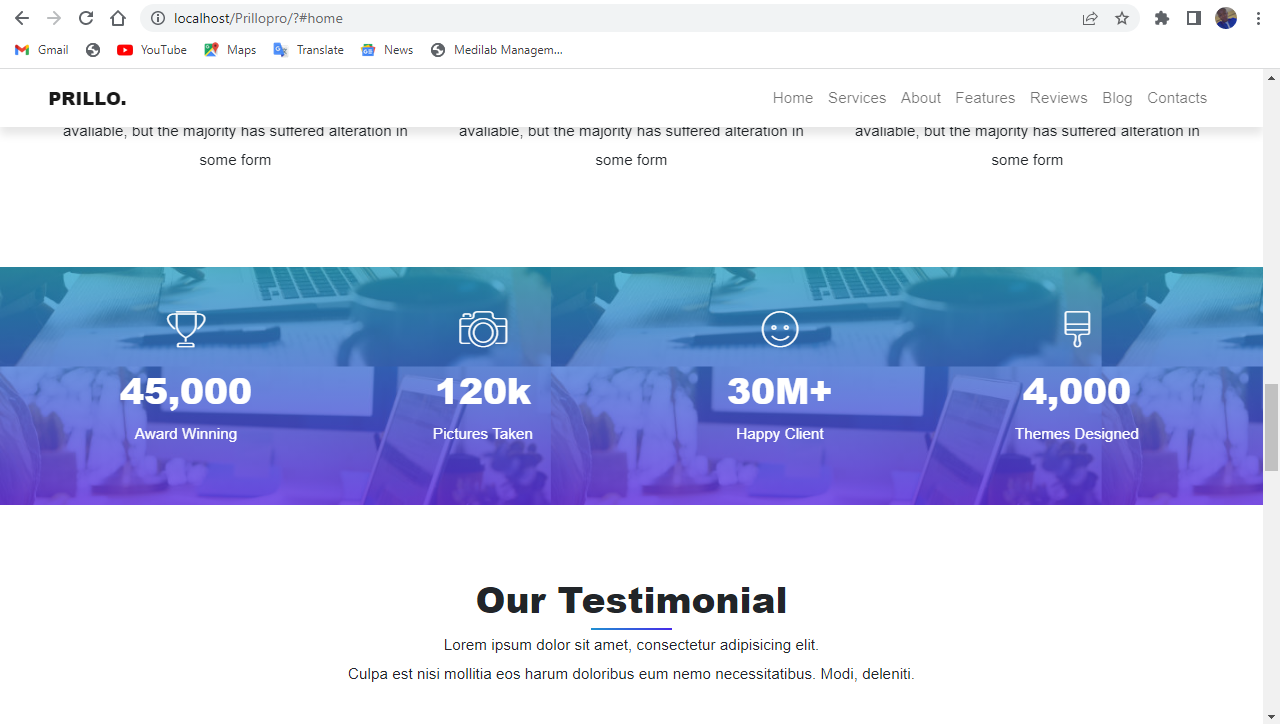 localhost/Prillopro/?#home
Gmail YouTube Maps Translate News Medilab Managem...
PRILLO. Home Services About Features Reviews Blog Contacts
avaliable, but the majority has suffered alteration in
some form
avaliable, but the majority has suffered alteration in
some form
avaliable, but the majority has suffered alteration in
some form
45,000
Award Winning
120k
Pictures Taken
30M+
Happy Client
4,000
Themes Designed
Our Testimonial
Lorem ipsum dolor sit amet, consectetur adipisicing elit.
Culpa est nisi mollitia eos harum doloribus eum nemo necessitatibus. Modi, deleniti.